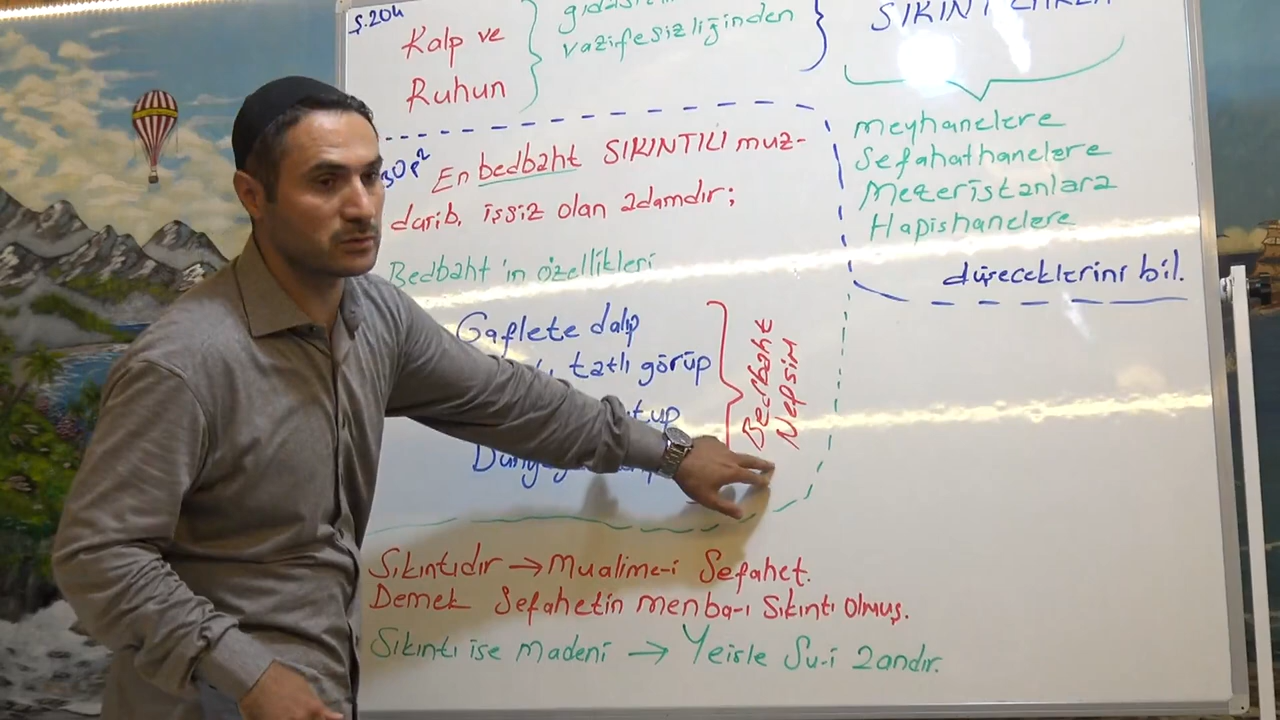 Ş.204
Kalp ve
Ruhun
vazifesizliğinden
En bedbaht SIKINTILI muz-
darib, işsiz olan adamdır;
Bedbaht'ın özellikleri
Gaflete dalıp
tatlı görüp
Bedbaht
Nefsim
meyhanelere
Sefahathanelere
Mezeristanlara
Hapishanelere
düşeceklerini bil.
Sıkıntıdır → Mualime-i Sefahet.
Demek Sefahetin menba-ı Sıkıntı olmuş.
Sıkıntı ise madeni → Yeisle Su-i zandır.